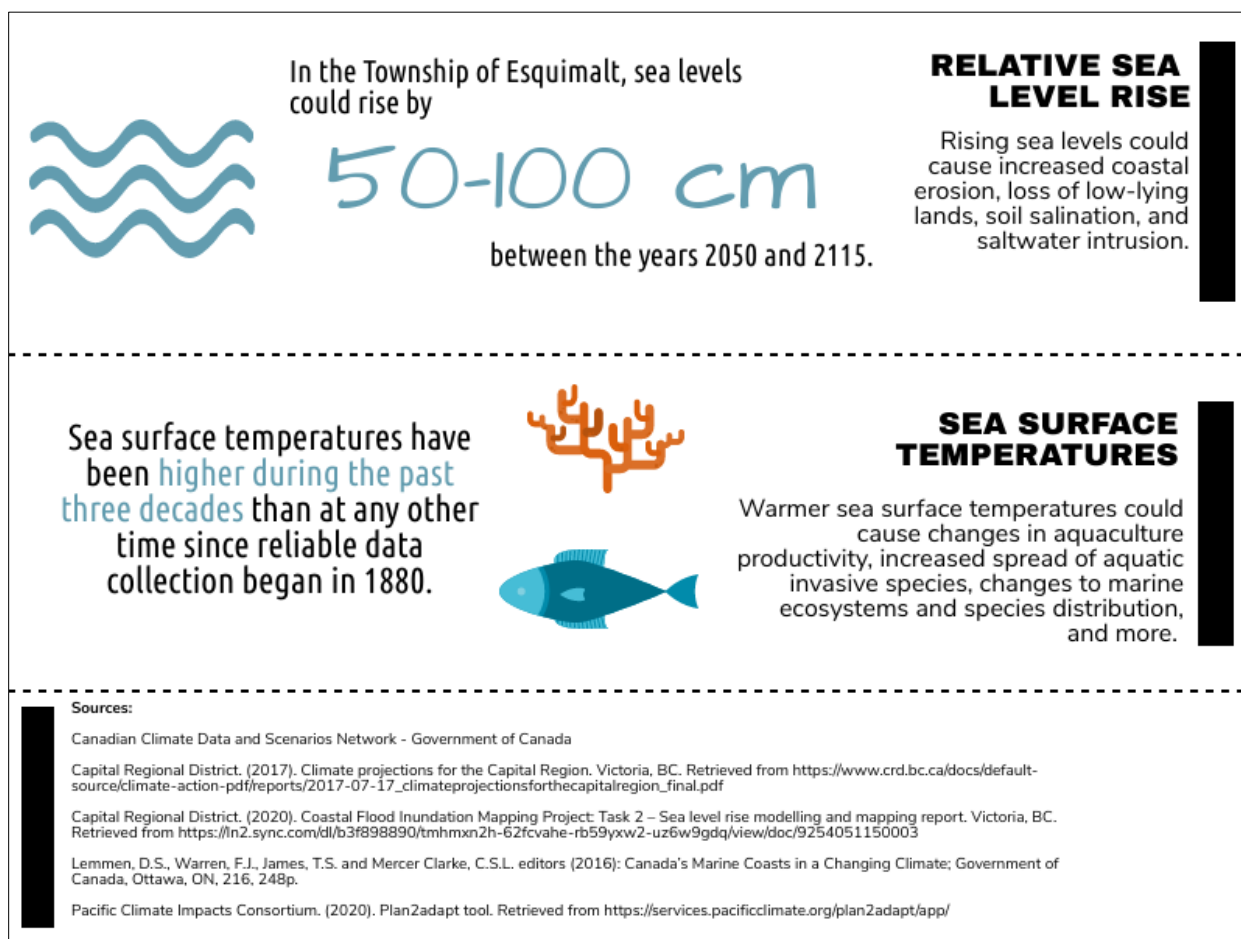 In the Township of Esquimalt, sea levels
could rise by
50-100 cm
between the years 2050 and 2115.
RELATIVE SEA
LEVEL RISE
Rising sea levels could
cause increased coastal
erosion, loss of low-lying
lands, soil salination, and
saltwater intrusion.
Sea surface temperatures have
been higher during the past
three decades than at any other
time since reliable data
collection began in 1880.
SEA SURFACE
TEMPERATURES
Warmer sea surface temperatures could
cause changes in aquaculture
productivity, increased spread of aquatic
invasive species, changes to marine
ecosystems and species distribution,
and more.
Sources:
Canadian Climate Data and Scenarios Network - Government of Canada
Capital Regional District. (2017). Climate projections for the Capital Region. Victoria, BC. Retrieved from https://www.crd.bc.ca/docs/default-
source/climate-action-pdf/reports/2017-07-17_climateprojectionsforthecapitalregion_final.pdf
Capital Regional District. (2020). Coastal Flood Inundation Mapping Project: Task 2 – Sea level rise modelling and mapping report. Victoria, BC.
Retrieved from https://ln2.sync.com/dl/b3f898890/tmhmxn2h-62fcvahe-rb59yxw2-uz6w9gdq/view/doc/9254051150003
Lemmen, D.S., Warren, F.J., James, T.S. and Mercer Clarke, C.S.L. editors (2016): Canada's Marine Coasts in a Changing Climate; Government of
Canada, Ottawa, ON, 216, 248p.
Pacific Climate Impacts Consortium. (2020). Plan2adapt tool. Retrieved from https://services.pacificclimate.org/plan2adapt/app/